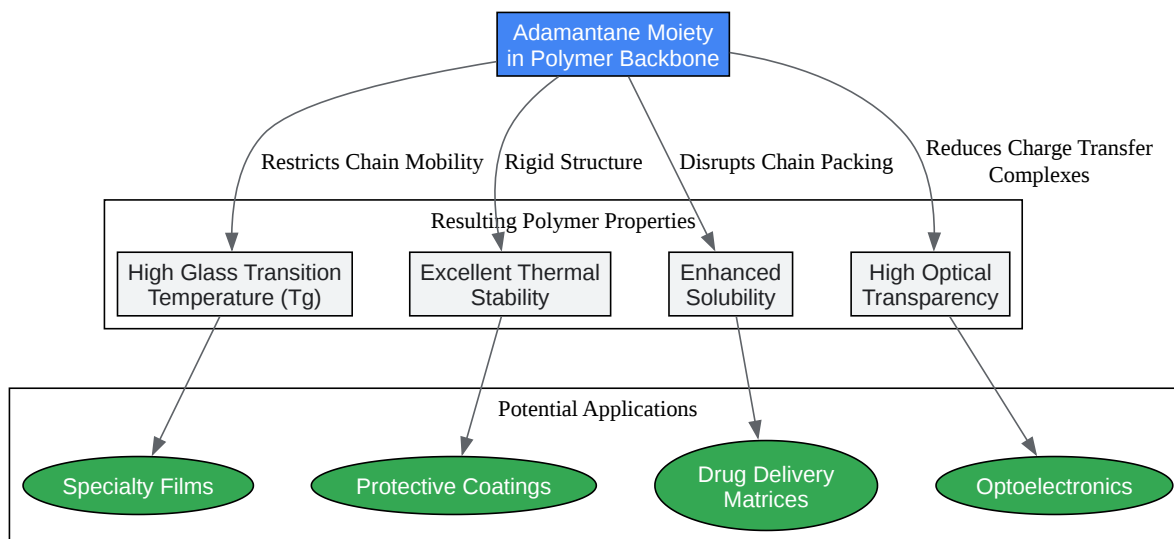 Adamantane Moiety
in Polymer Backbone
Restricts Chain Mobility
Rigid Structure
Disrupts Chain Packing
Reduces Charge Transfer
Complexes
Resulting Polymer Properties
High Glass Transition
Temperature (Tg)
Excellent Thermal
Stability
Enhanced
Solubility
High Optical
Transparency
Potential Applications
Specialty Films
Protective Coatings
Drug Delivery
Matrices
Optoelectronics